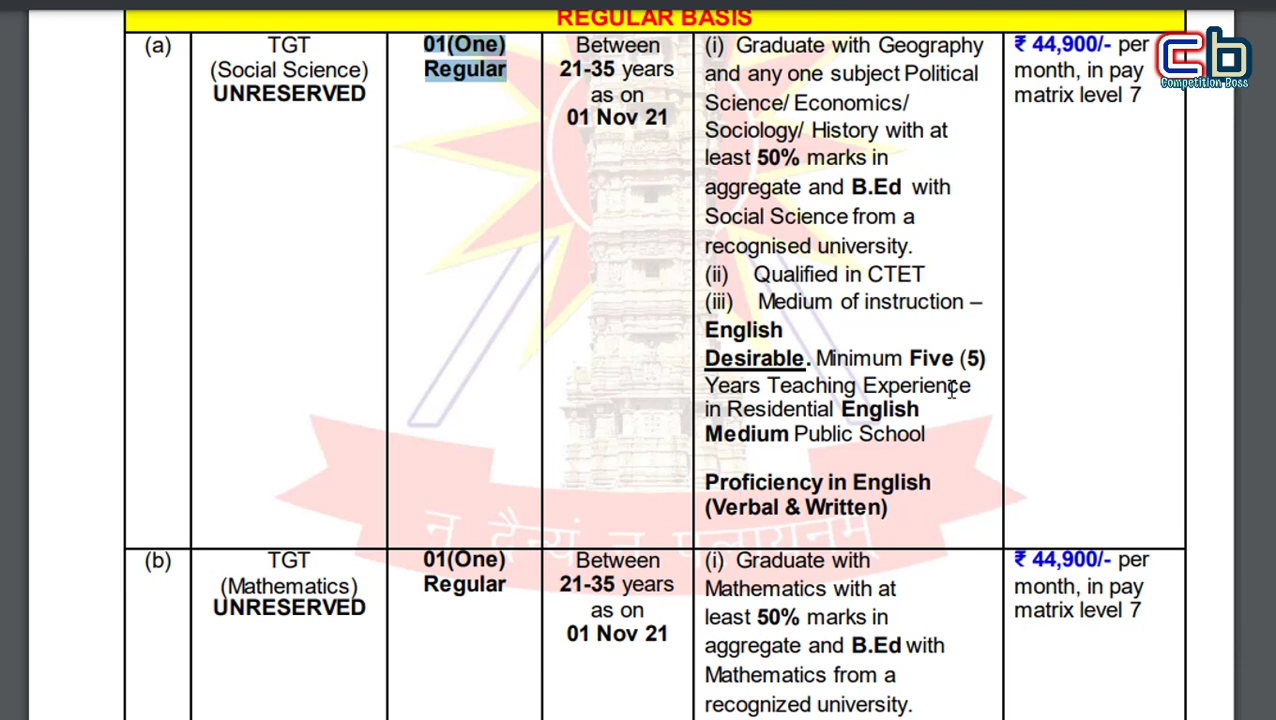 REGULAR BASIS
(a)
TGT
(Social Science)
UNRESERVED
01(One)
Regular
Between
21-35 years
as on
01 Nov 21
(i) Graduate with Geography
and any one subject Political
Science/ Economics/
Sociology/ History with at
least 50% marks in
aggregate and B.Ed with
Social Science from a
recognised university.
(ii) Qualified in CTET
(iii) Medium of instruction –
English
Desirable. Minimum Five (5)
Years Teaching Experience
in Residential English
Medium Public School
Proficiency in English
(Verbal & Written)
₹ 44,900/- per
month, in pay
matrix level 7
cb
Competition Boss
न दैन्यं न पलायनम्
(b)
TGT
(Mathematics)
UNRESERVED
01(One)
Regular
Between
21-35 years
as on
01 Nov 21
(i) Graduate with
Mathematics with at
least 50% marks in
aggregate and B.Ed with
Mathematics from a
recognized university.
₹ 44,900/- per
month, in pay
matrix level 7